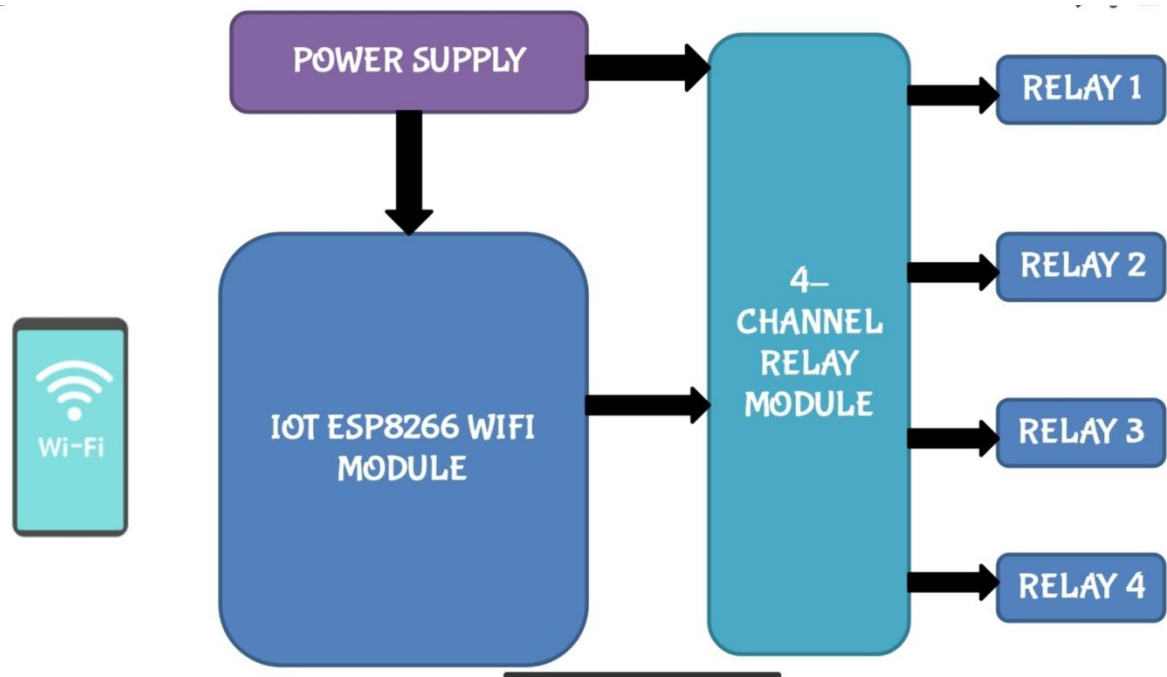 POWER SUPPLY
RELAY 1
RELAY 2
4–
CHANNEL
RELAY
MODULE
Wi-Fi
IOT ESP8266 WIFI
MODULE
RELAY 3
RELAY 4